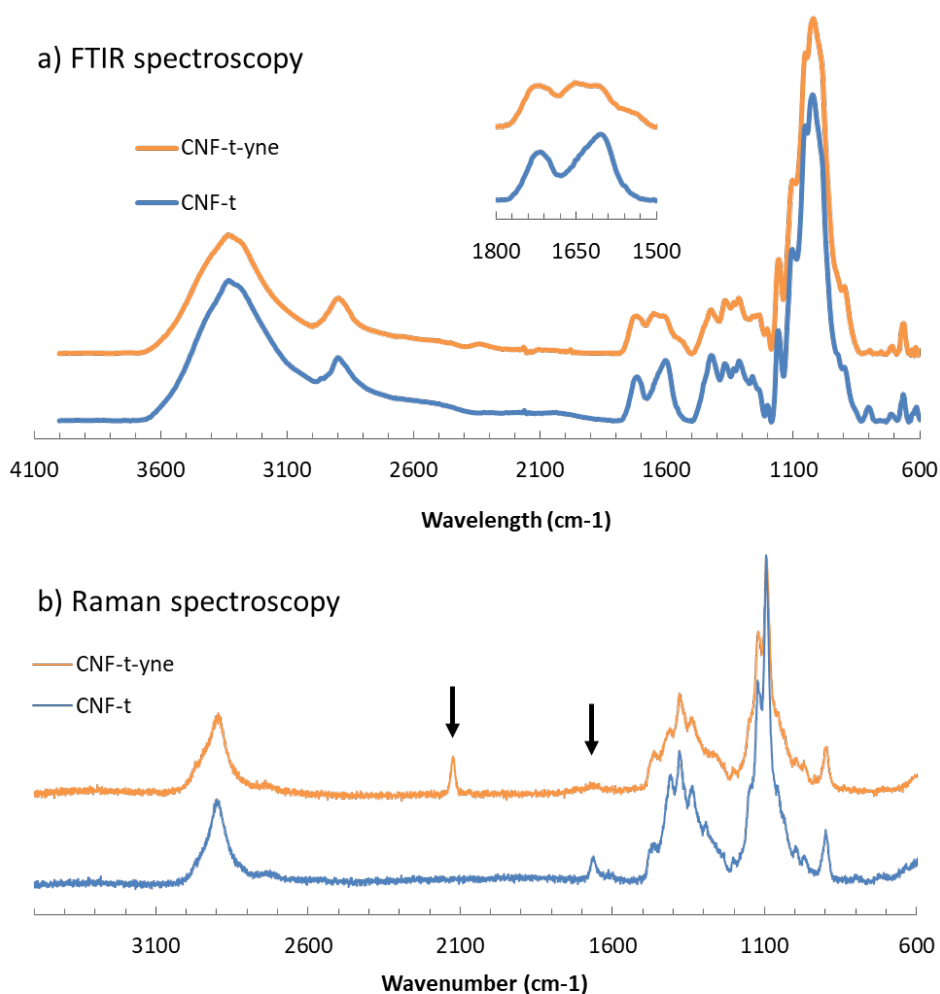 a) FTIR spectroscopy
CNF-t-yne
CNF-t
1800 1650 1500
4100 3600 3100 2600 2100 1600 1100 600
Wavelength (cm-1)
b) Raman spectroscopy
CNF-t-yne
CNF-t
3100 2600 2100 1600 1100 600
Wavenumber (cm-1)